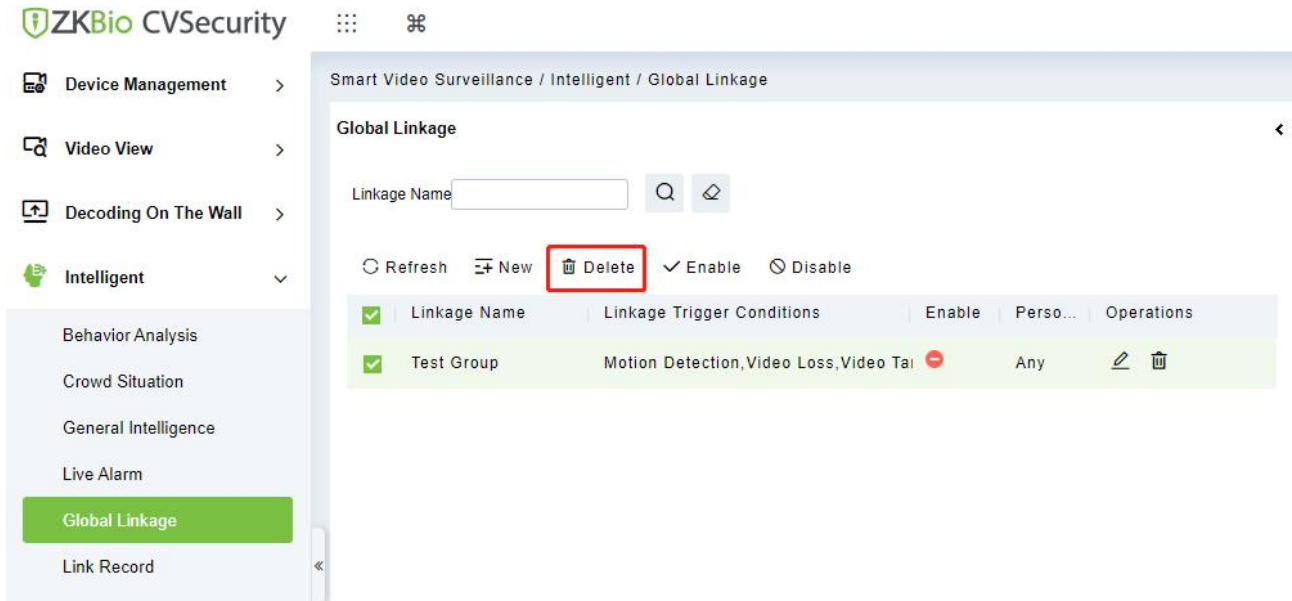 ZKBio CVSecurity
Device Management
Video View
Decoding On The Wall
Intelligent
Behavior Analysis
Crowd Situation
General Intelligence
Live Alarm
Global Linkage
Link Record
Smart Video Surveillance / Intelligent / Global Linkage
Global Linkage
Linkage Name
Refresh New Delete Enable Disable
Linkage Name Linkage Trigger Conditions Enable Perso... Operations
Test Group Motion Detection,Video Loss,Video Tar Any